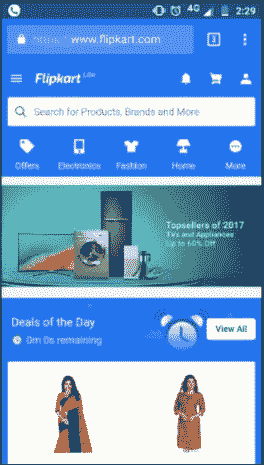 4G 2:29
https://www.flipkart.com
Flipkart Lite
Search for Products, Brands and More
Offers Electronics Fashion Home More
Topsellers of 2017
TVs and Appliances
Up to 60% Off
Deals of the Day
0m 0s remaining
View All